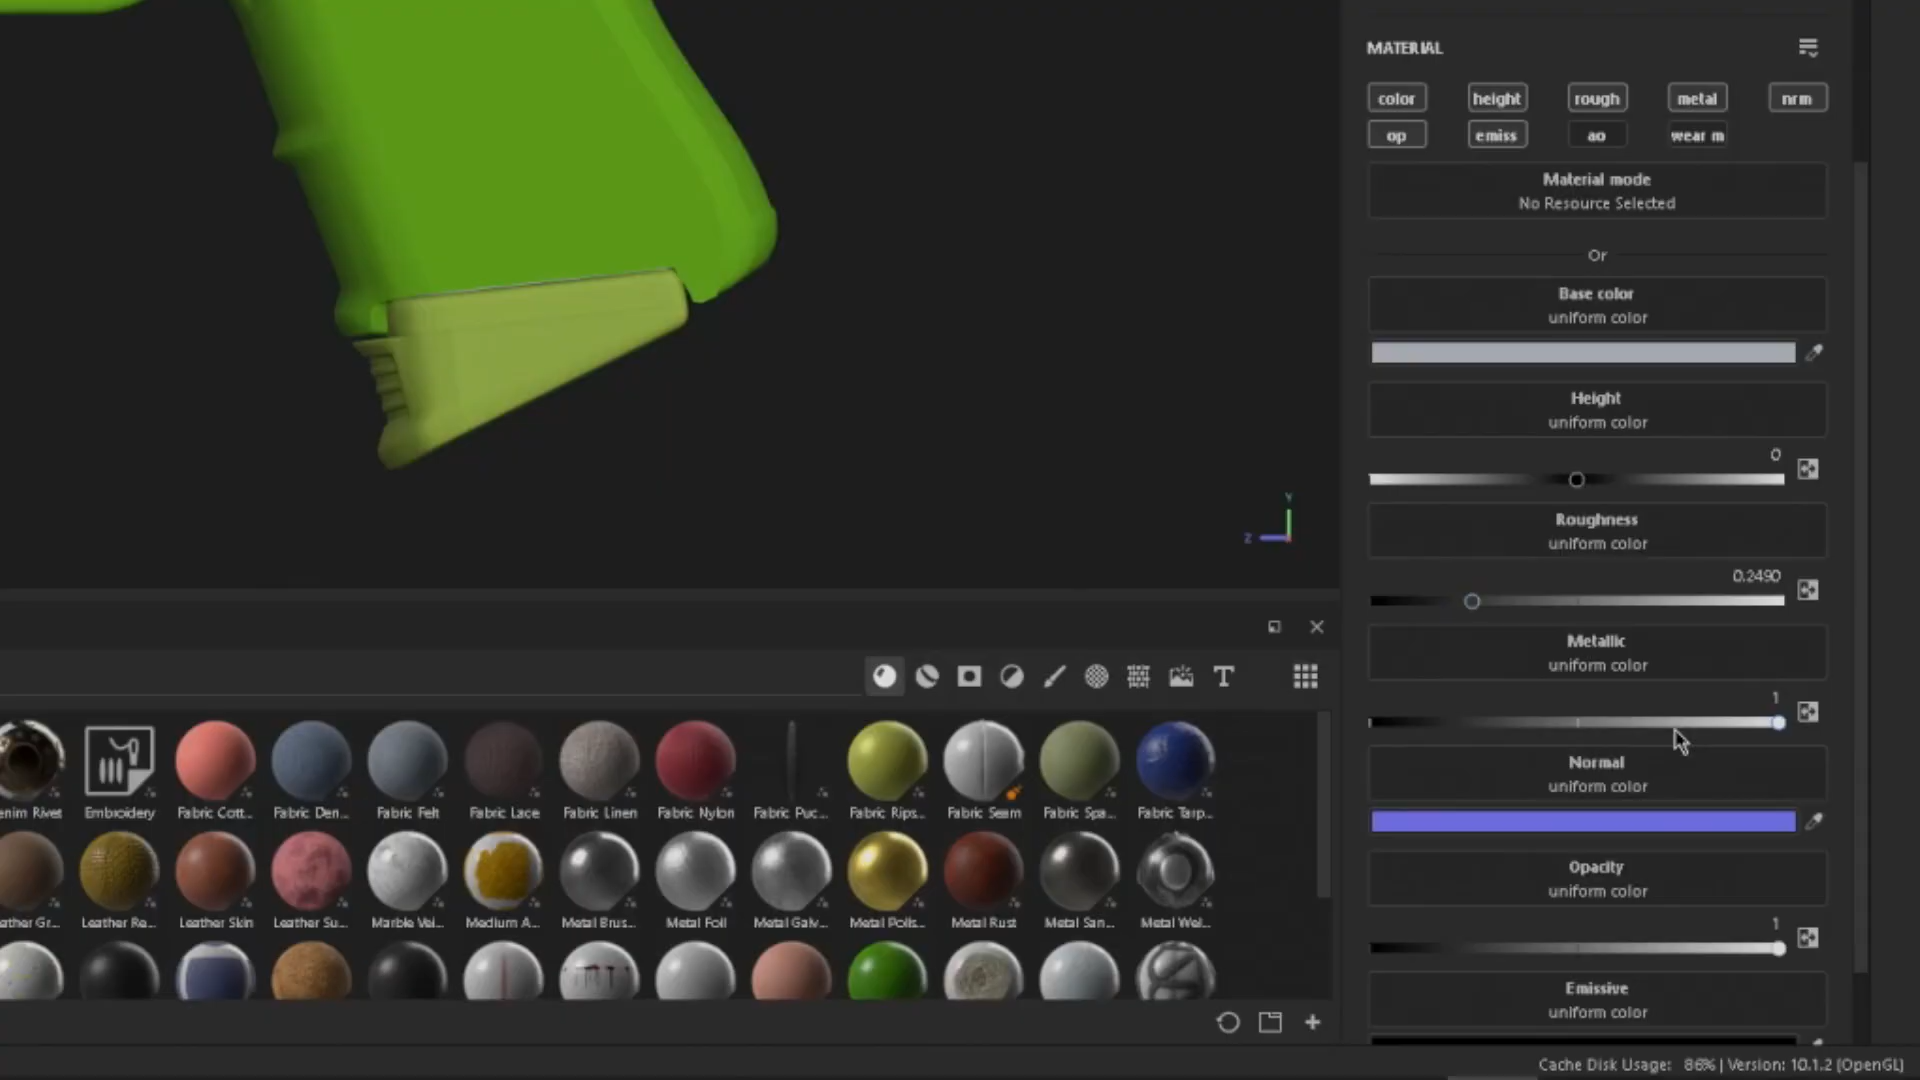 MATERIAL
color height rough metal nrm
op emiss ao wear m
Material mode
No Resource Selected
Or
Base color
uniform color
Height
uniform color
0
Roughness
uniform color
0.2490
Metallic
uniform color
1
Normal
uniform color
Opacity
uniform color
1
Emissive
uniform color
Y
Z
T
enim Rivet Embroidery Fabric Cott... Fabric Den... Fabric Felt Fabric Lace Fabric Linen Fabric Nylon Fabric Puc... Fabric Rips... Fabric Seam Fabric Spa... Fabric Tarp...
ather Gr... Leather Re... Leather Skin Leather Su... Marble Vei... Medium A... Metal Brus... Metal Foil Metal Galv... Metal Polis... Metal Rust Metal San... Metal Wel...
Cache Disk Usage: 86% | Version: 10.1.2 (OpenGL)